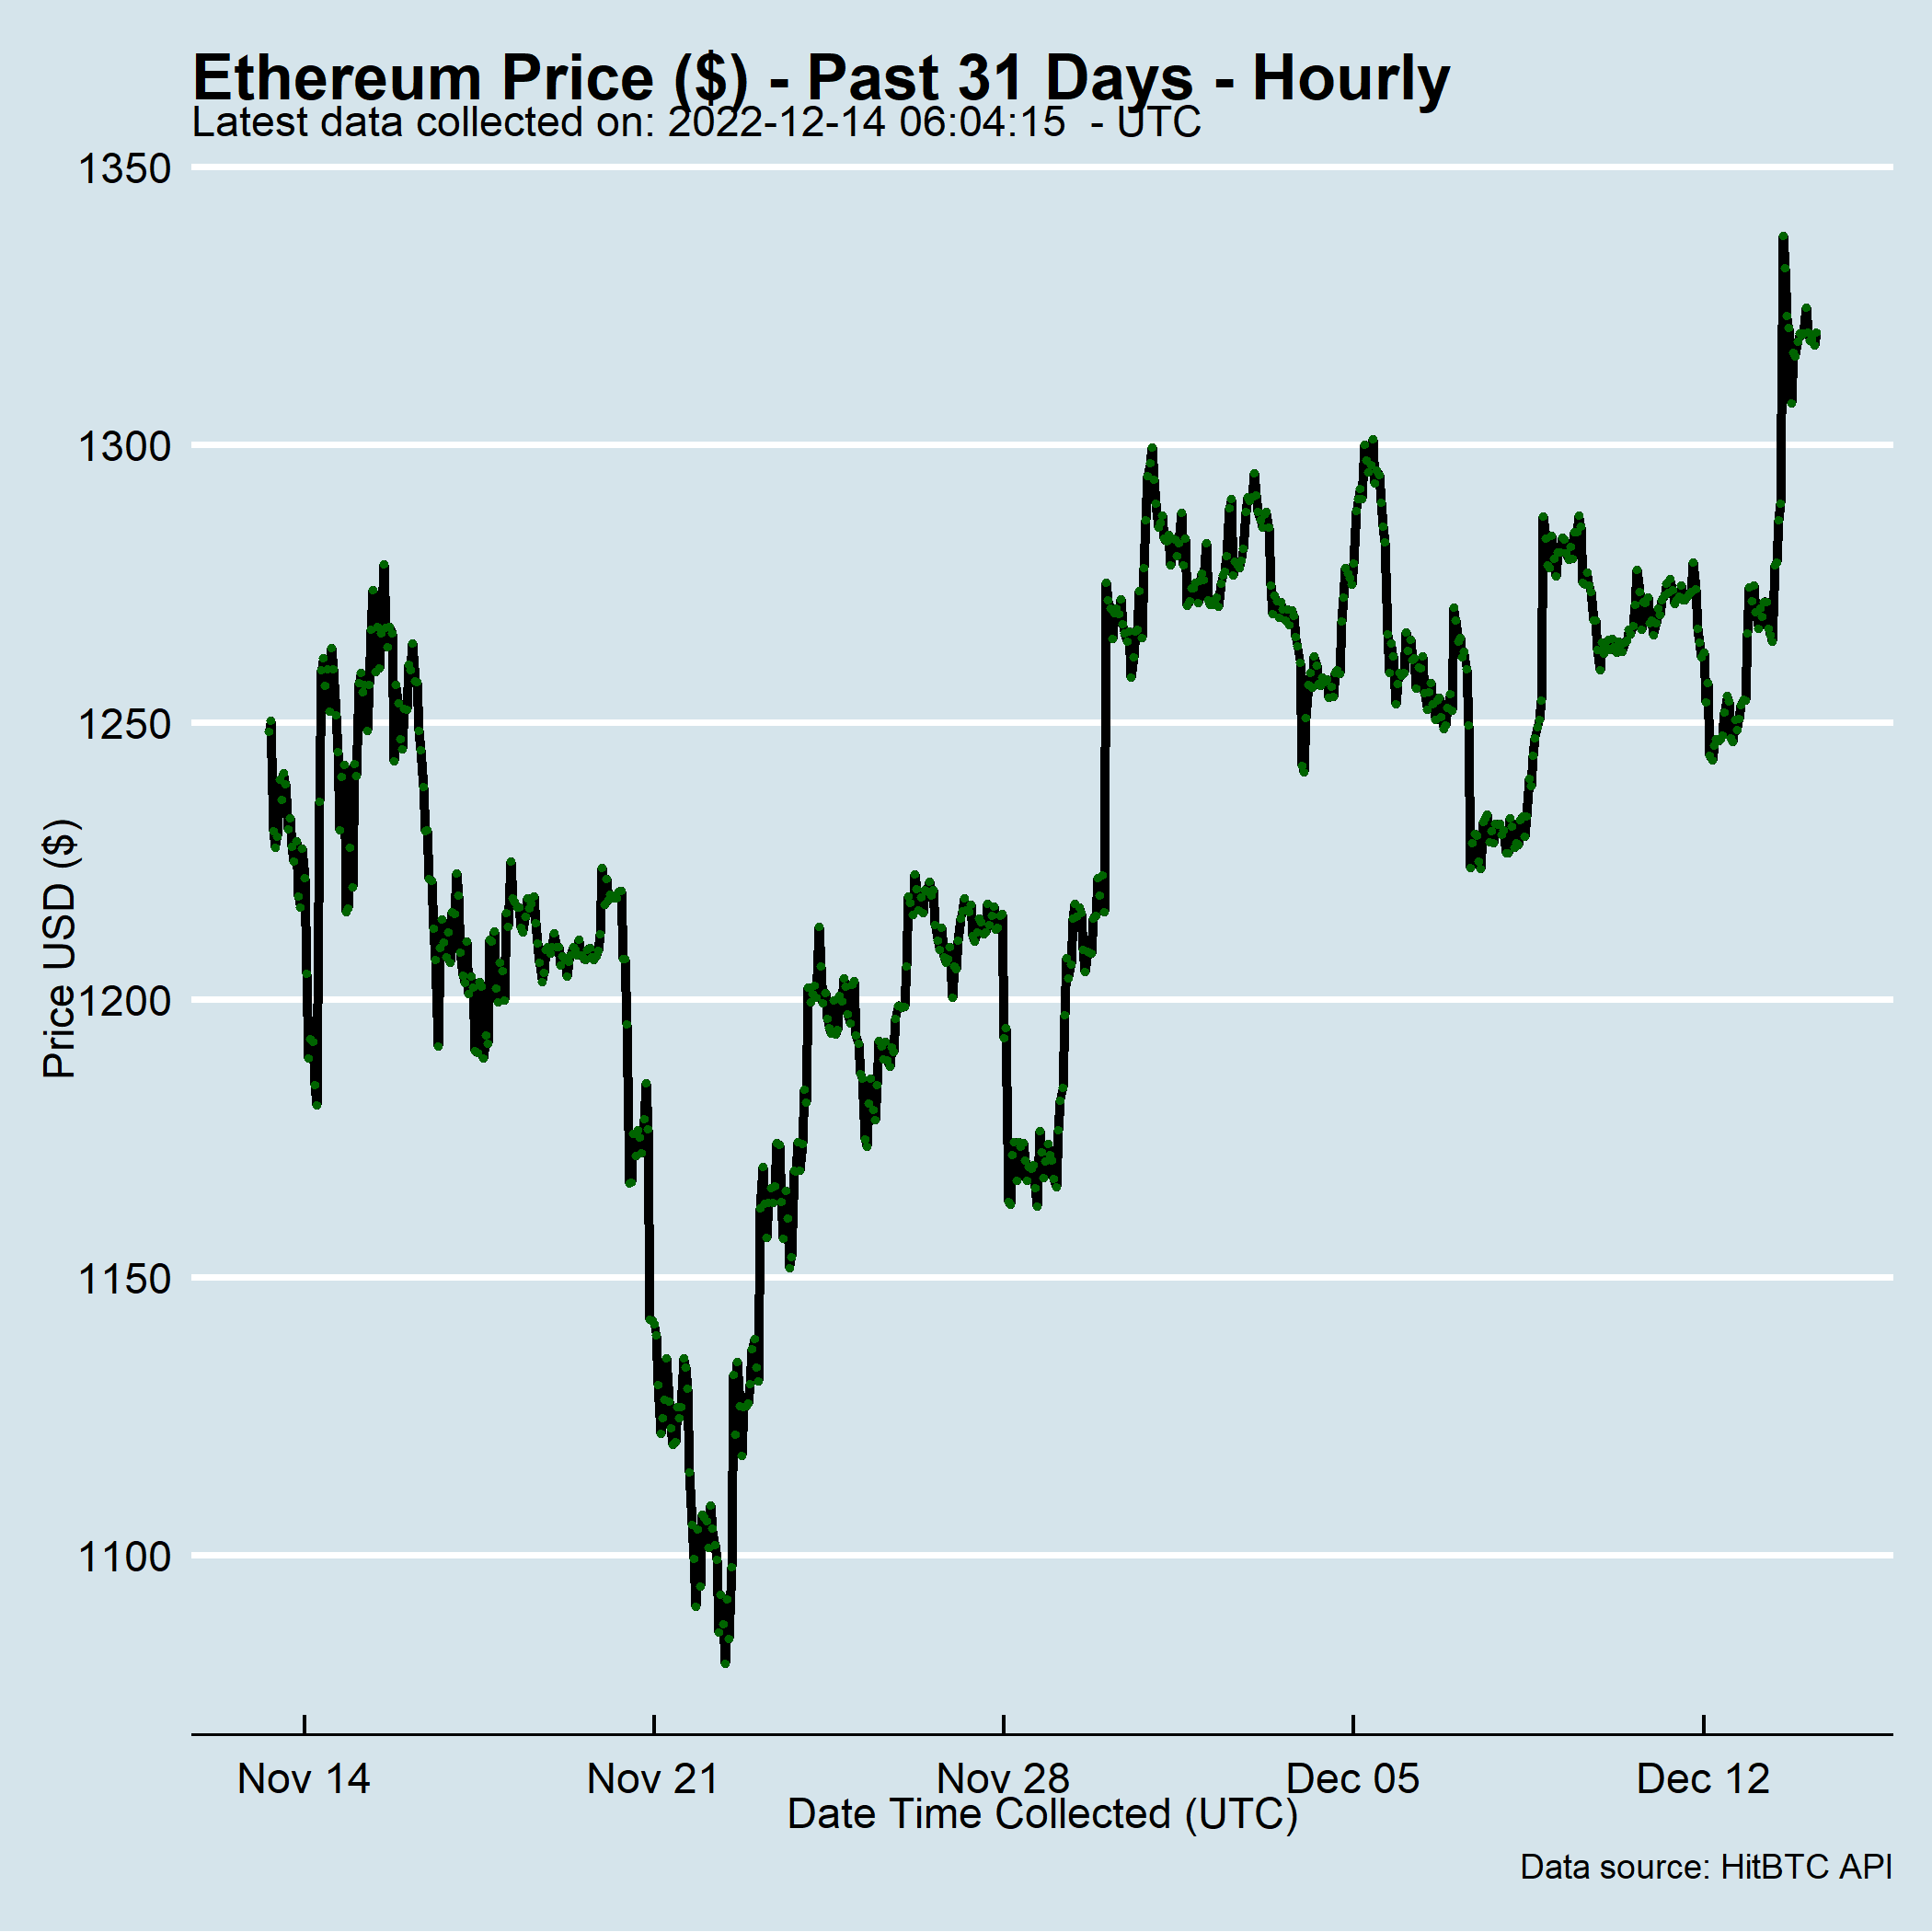 Ethereum Price ($) - Past 31 Days - Hourly
Latest data collected on: 2022-12-14 06:04:15  - UTC
1350
1300
1250
1200
1150
1100
Price USD ($)
Nov 14 Nov 21 Nov 28 Dec 05 Dec 12
Date Time Collected (UTC)
Data source: HitBTC API